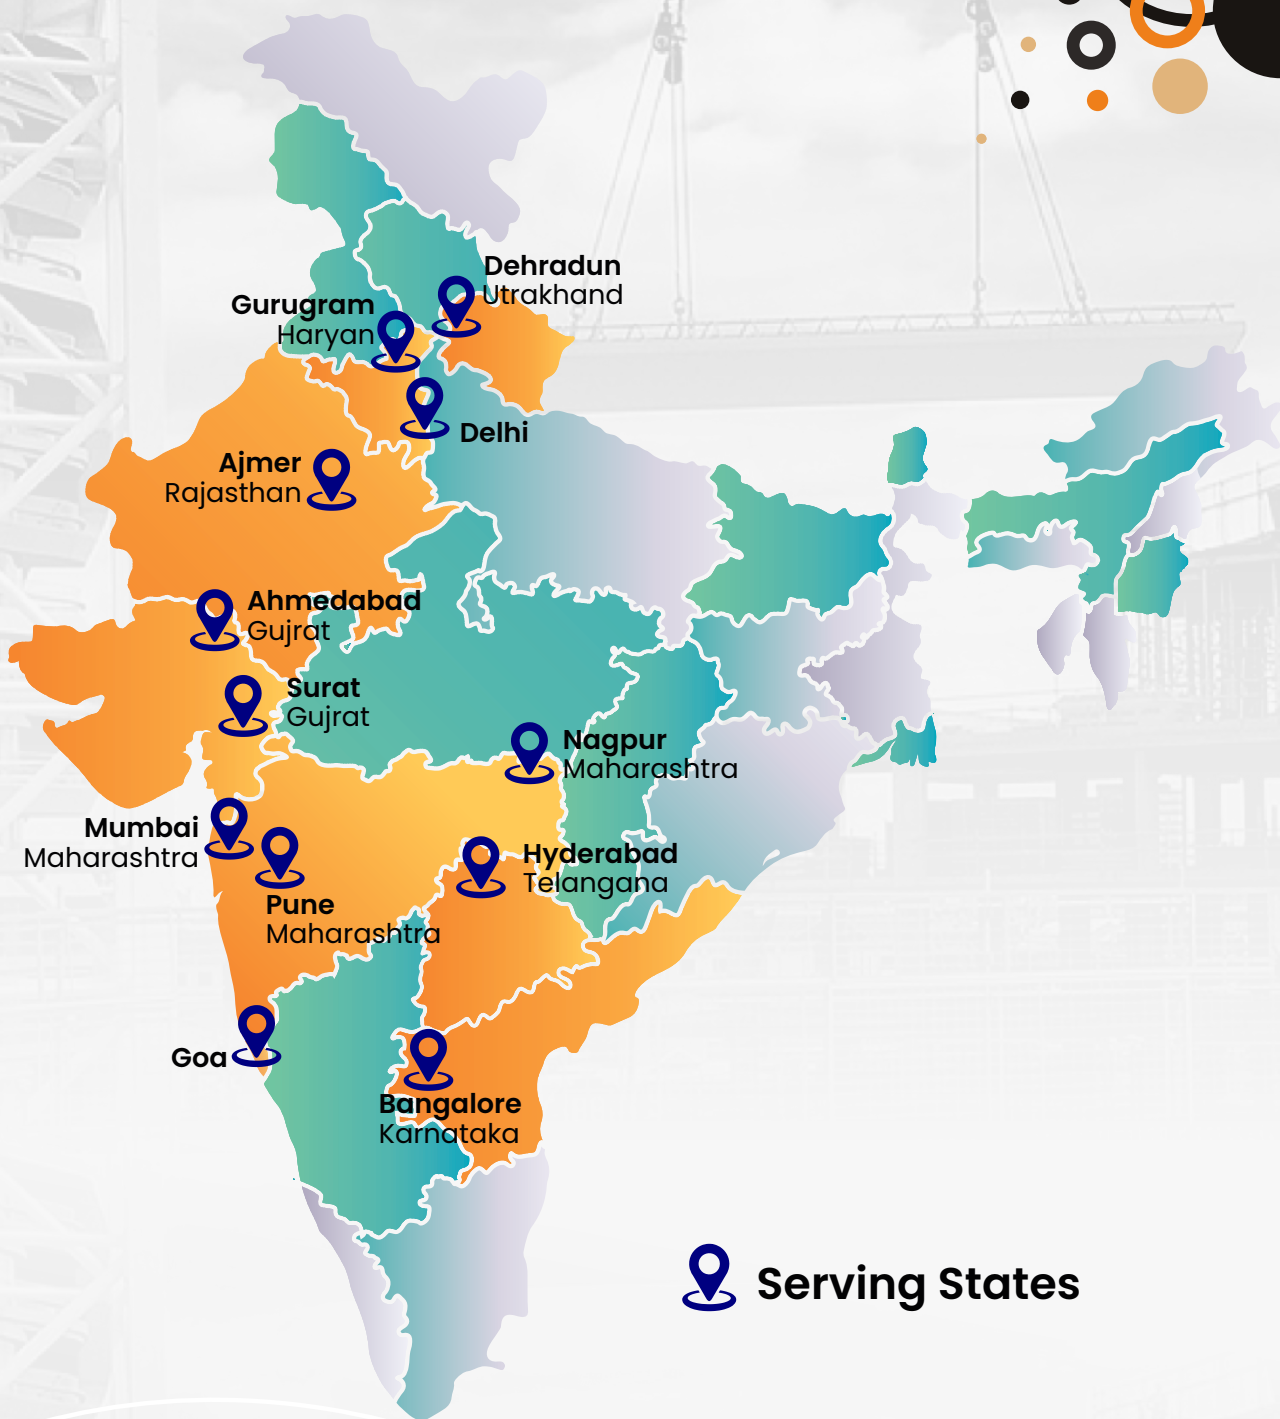 Dehradun
Utrakhand
Gurugram
Haryan
Delhi
Ajmer
Rajasthan
Ahmedabad
Gujrat
Surat
Gujrat
Nagpur
Maharashtra
Mumbai
Maharashtra
Hyderabad
Telangana
Pune
Maharashtra
Goa
Bangalore
Karnataka
Serving States